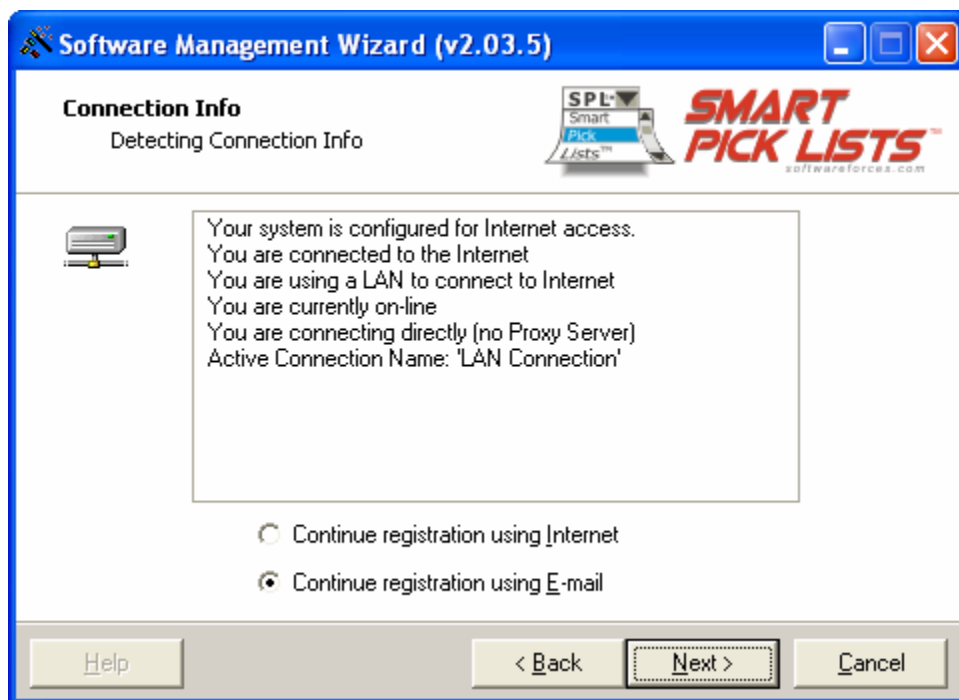 Software Management Wizard (v2.03.5)
Connection Info
Detecting Connection Info
SPL™
Smart
Pick
Lists™
SMART
PICK LISTS™
softwareforces.com
Your system is configured for Internet access.
You are connected to the Internet
You are using a LAN to connect to Internet
You are currently on-line
You are connecting directly (no Proxy Server)
Active Connection Name: 'LAN Connection'
Continue registration using Internet
Continue registration using E-mail
Help
< Back
Next >
Cancel